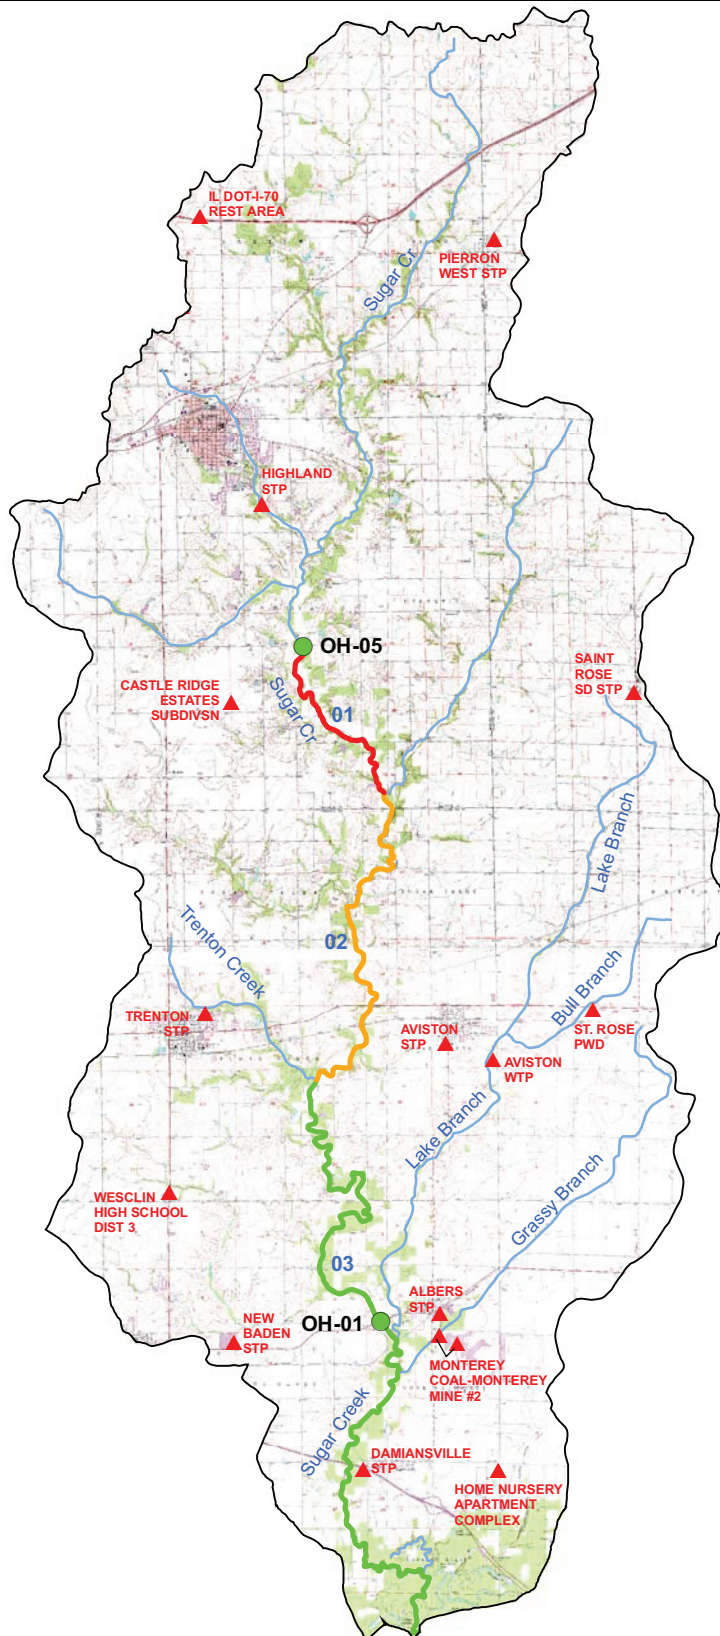 IL DOT-I-70
REST AREA
PIERRON
WEST STP
Sugar Cr
HIGHLAND
STP
OH-05
SAINT
ROSE
SD STP
CASTLE RIDGE
ESTATES
SUBDIVSN
Sugar Cr
01
Lake Branch
Trenton Creek
02
Bull Branch
TRENTON
STP
AVISTON
STP
ST. ROSE
PWD
AVISTON
WTP
Lake Branch
Grassy Branch
WESCLIN
HIGH SCHOOL
DIST 3
03
ALBERS
STP
OH-01
NEW
BADEN
STP
MONTEREY
COAL-MONTEREY
MINE #2
Sugar Creek
DAMIANSVILLE
STP
HOME NURSERY
APARTMENT
COMPLEX